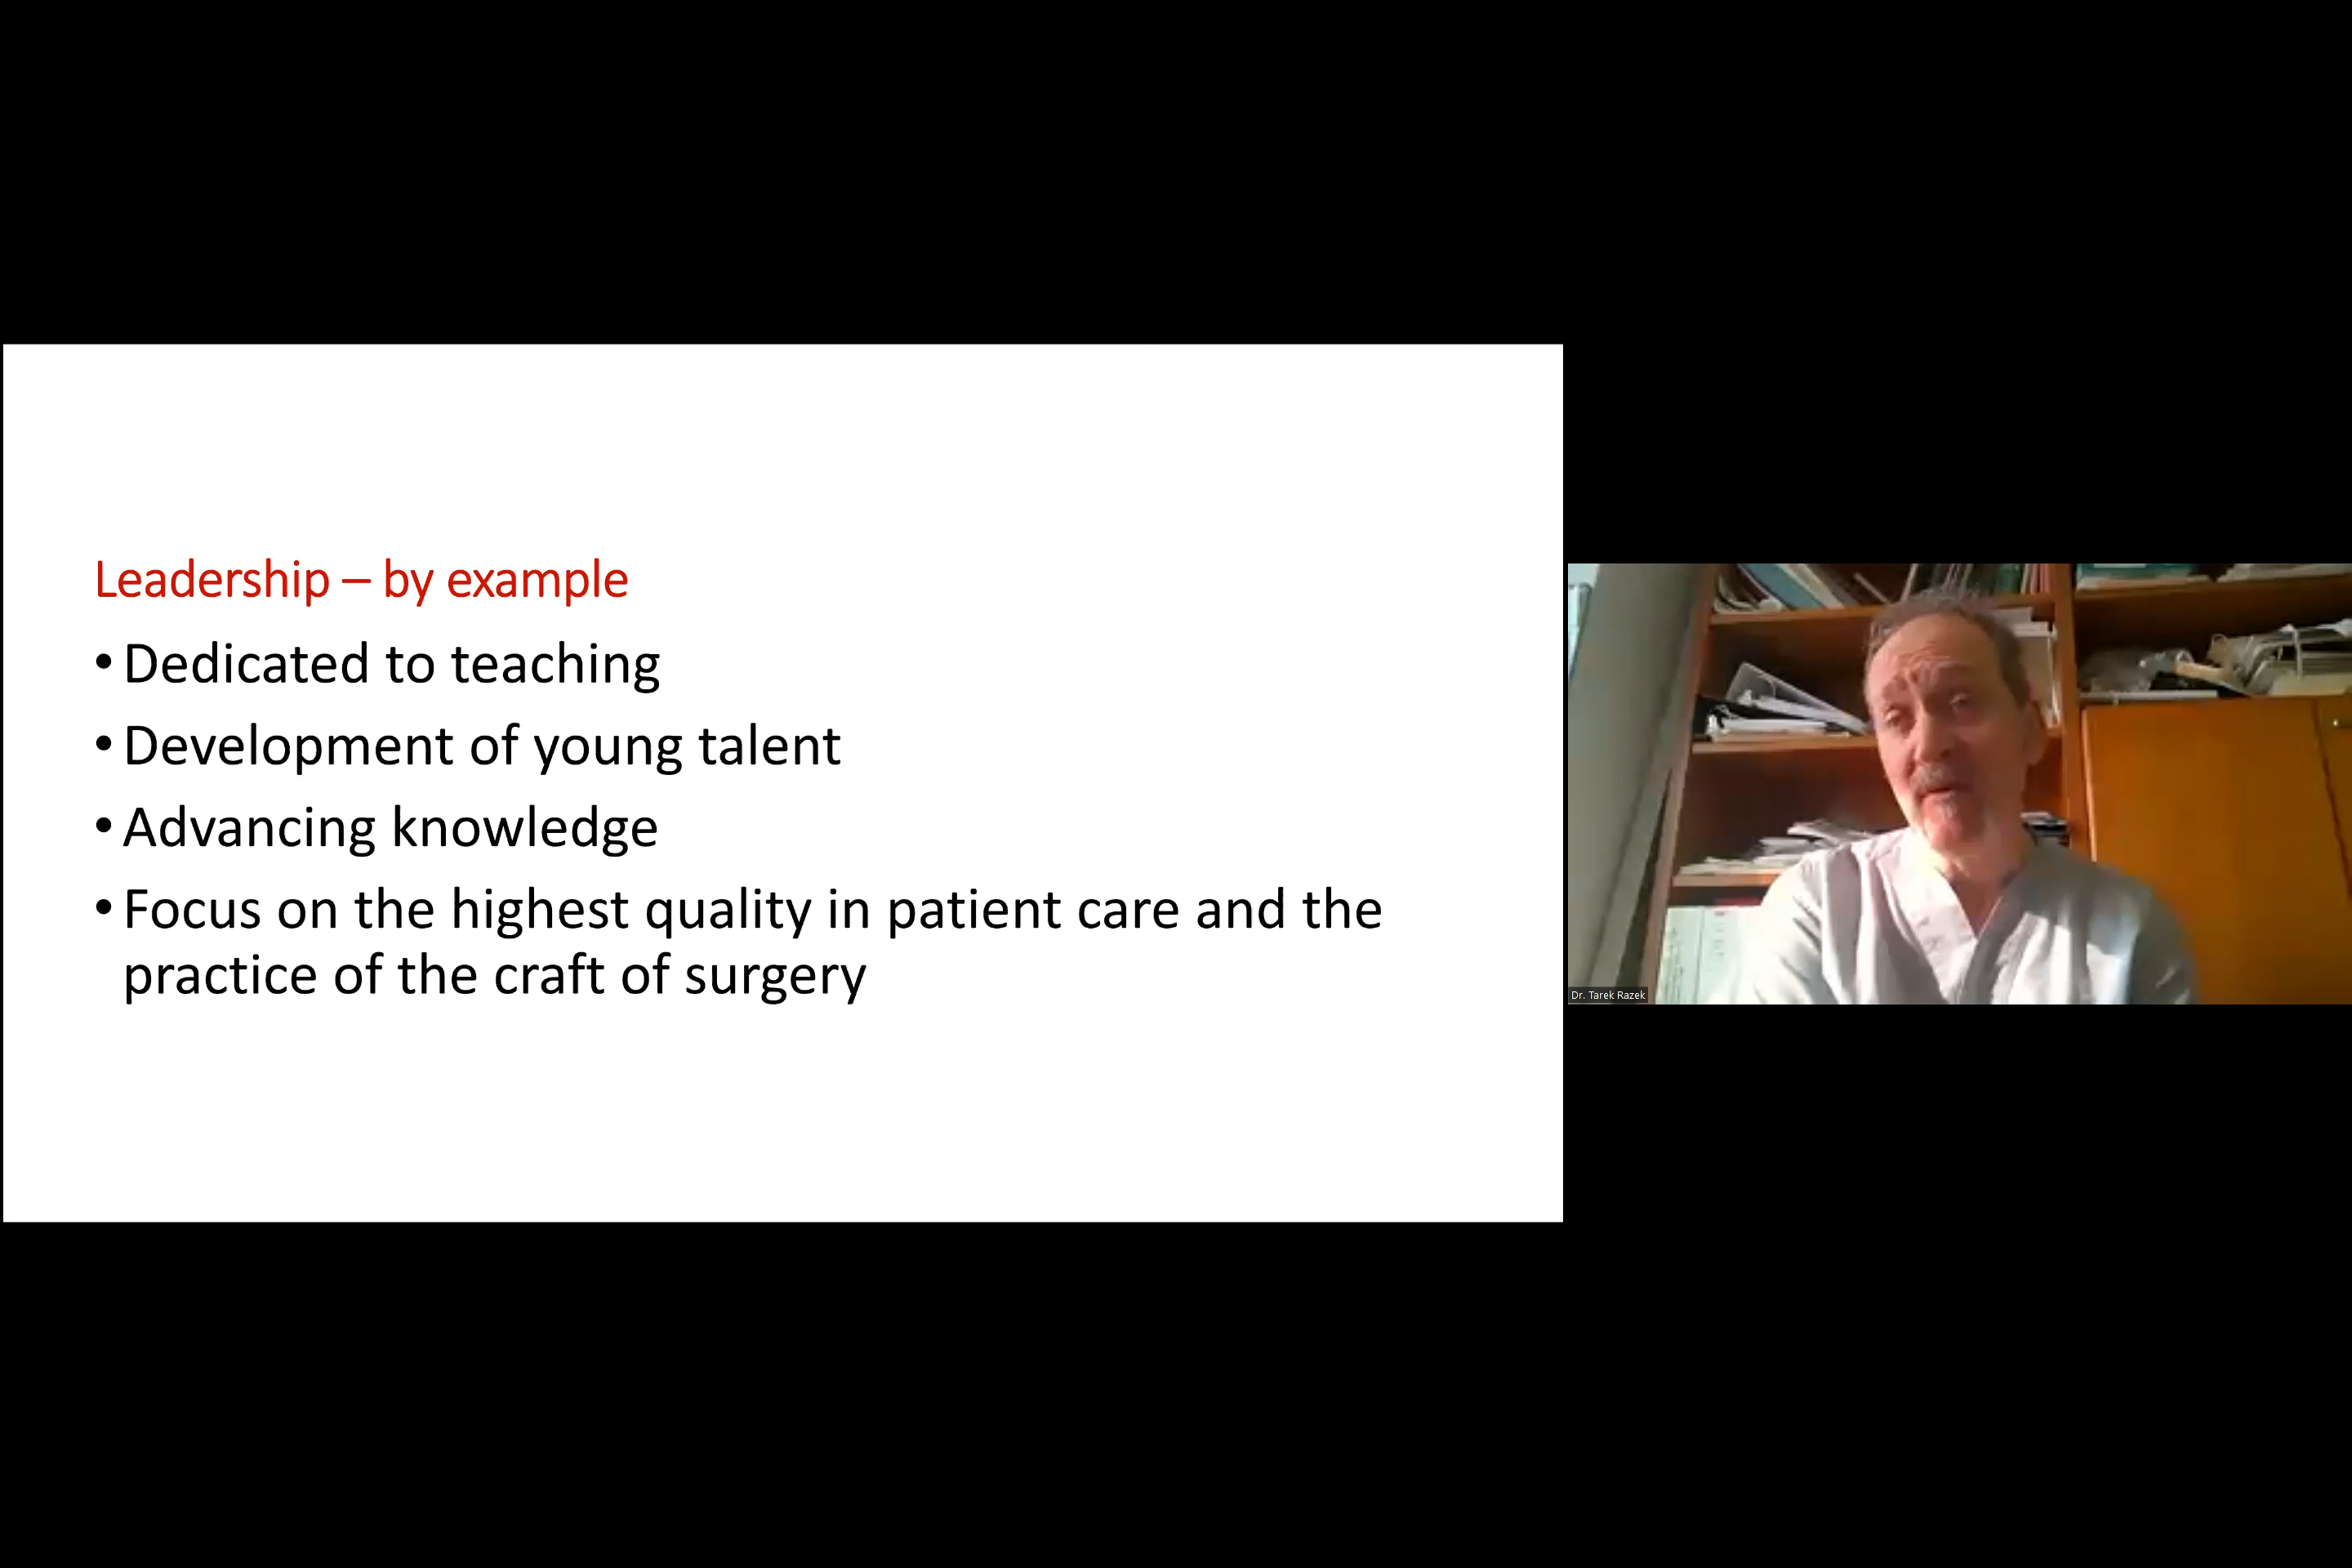 Leadership – by example
• Dedicated to teaching
• Development of young talent
• Advancing knowledge
• Focus on the highest quality in patient care and the
practice of the craft of surgery
Dr. Tarek Razek